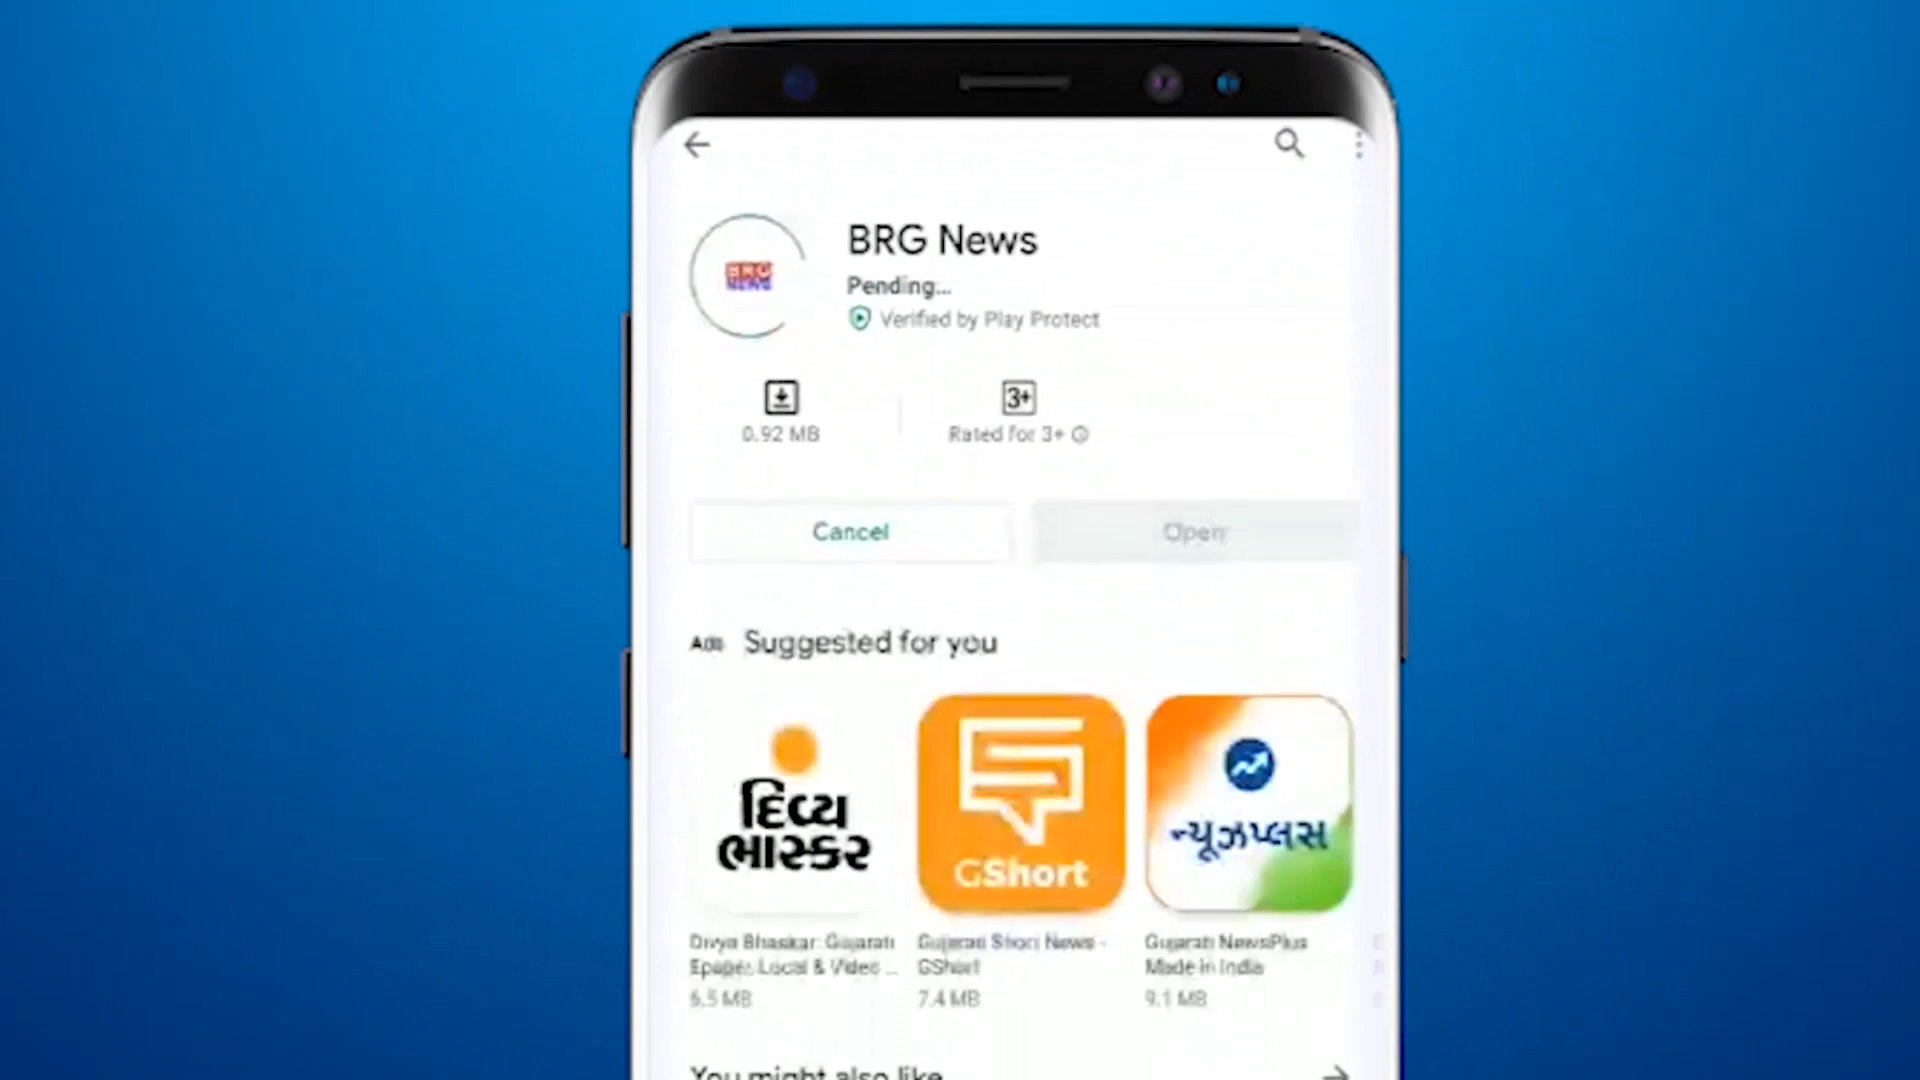 BRG News
BRG
NEWS
Pending...
Verified by Play Protect
3+
0.92 MB
Rated for 3+
Cancel
Open
Ads Suggested for you
દિવ્ય
ભાસ્કર
GShort
ન્યૂઝપ્લસ
Divya Bhaskar: Gujarati
Epaper, Local & Video ...
6.5 MB
Gujarati Short News -
GShort
7.4 MB
Gujarati NewsPlus
Made in India
9.1 MB
You might also like